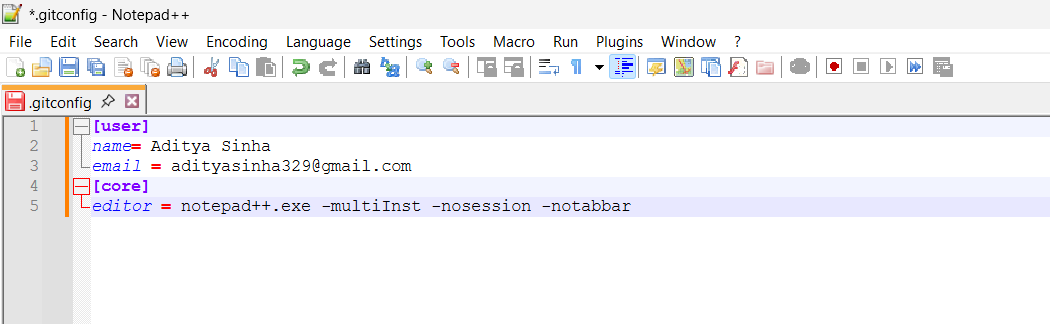 *.gitconfig - Notepad++
File Edit Search View Encoding Language Settings Tools Macro Run Plugins Window ?
.gitconfig
1 [user]
2 name= Aditya Sinha
3 email = adityasinha329@gmail.com
4 [core]
5 editor = notepad++.exe -multiInst -nosession -notabbar